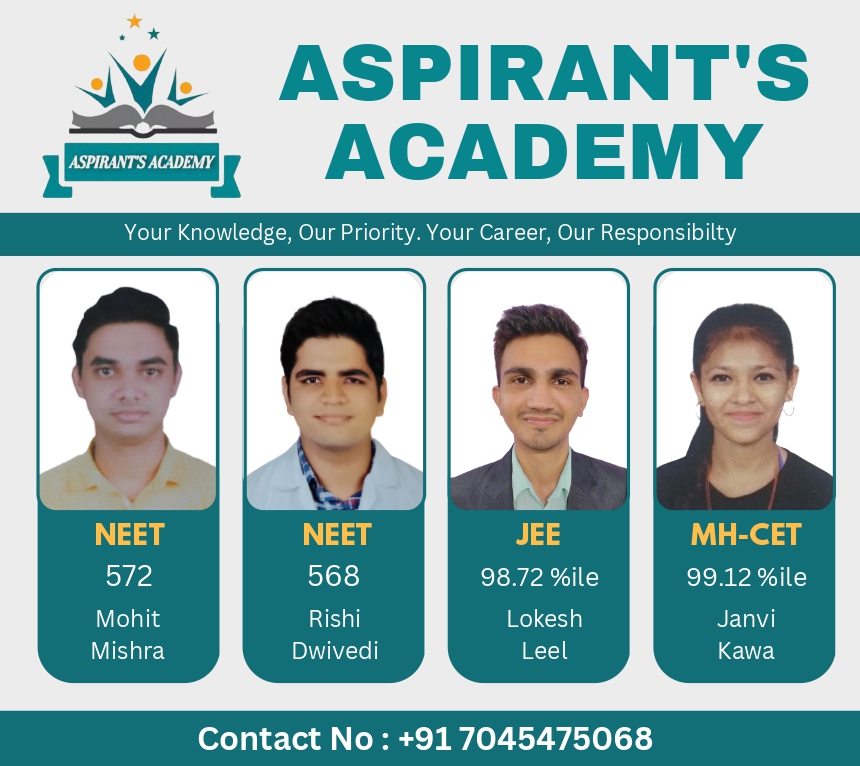 ASPIRANT'S ACADEMY
ASPIRANT'S
ACADEMY
Your Knowledge, Our Priority. Your Career, Our Responsibilty
NEET
572
Mohit
Mishra
NEET
568
Rishi
Dwivedi
JEE
98.72 %ile
Lokesh
Leel
MH-CET
99.12 %ile
Janvi
Kawa
Contact No : +91 7045475068